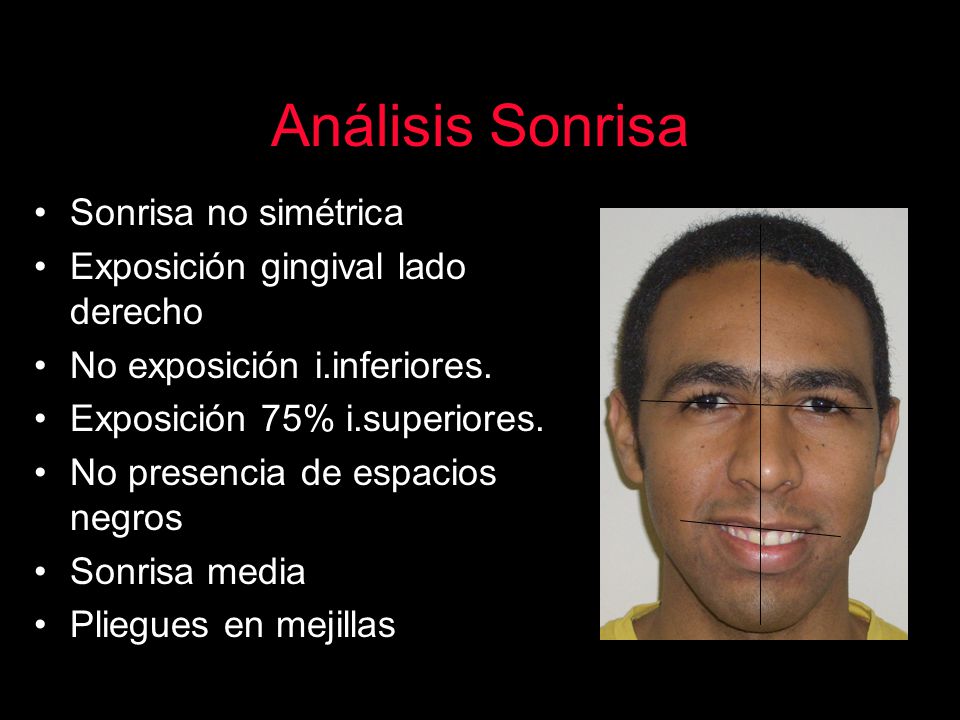 Análisis Sonrisa
• Sonrisa no simétrica
• Exposición gingival lado
derecho
• No exposición i.inferiores.
• Exposición 75% i.superiores.
• No presencia de espacios
negros
• Sonrisa media
• Pliegues en mejillas